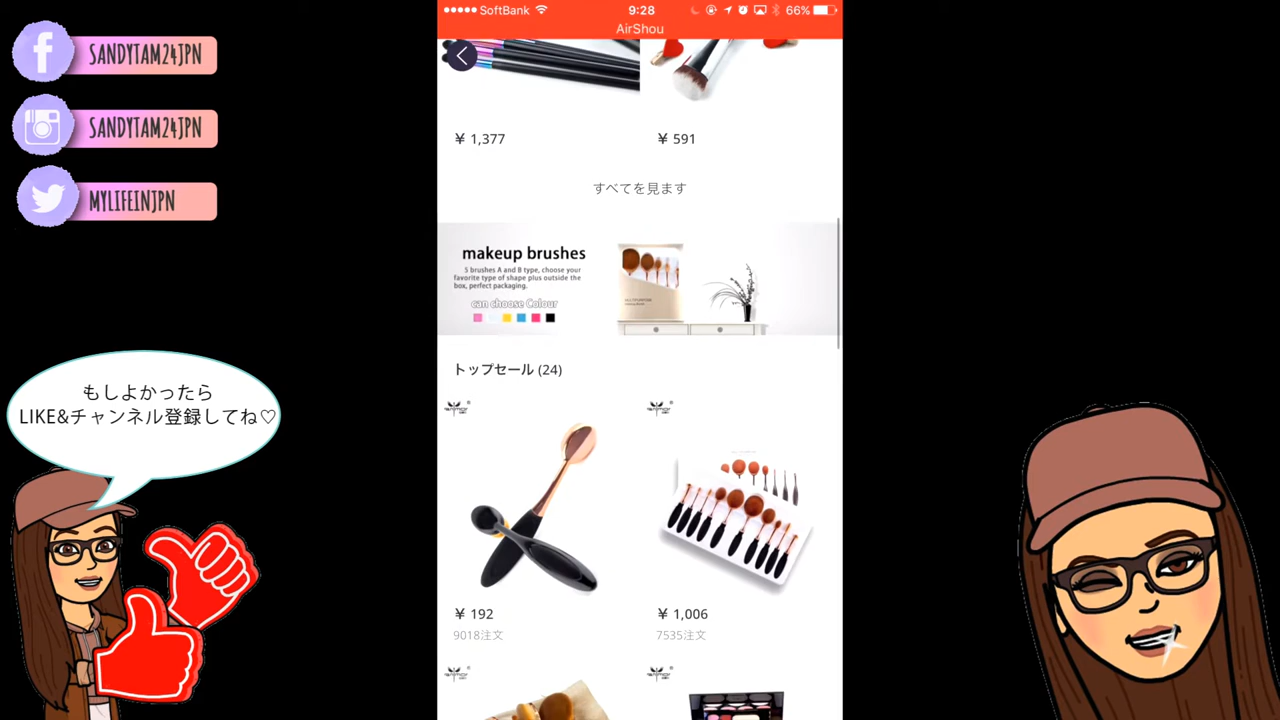 SANDYTAM24JPN
SANDYTAM24JPN
MYLIFEINJPN
もしよかったら
LIKE&チャンネル登録してね♡
SoftBank
9:28
66%
AirShou
¥ 1,377
¥ 591
すべてを見ます
makeup brushes
5 brushes A and B type, choose your
favorite type of shape plus outside the
box, perfect packaging.
can choose Colour
トップセール (24)
¥ 192
¥ 1,006
9018注文
7535注文